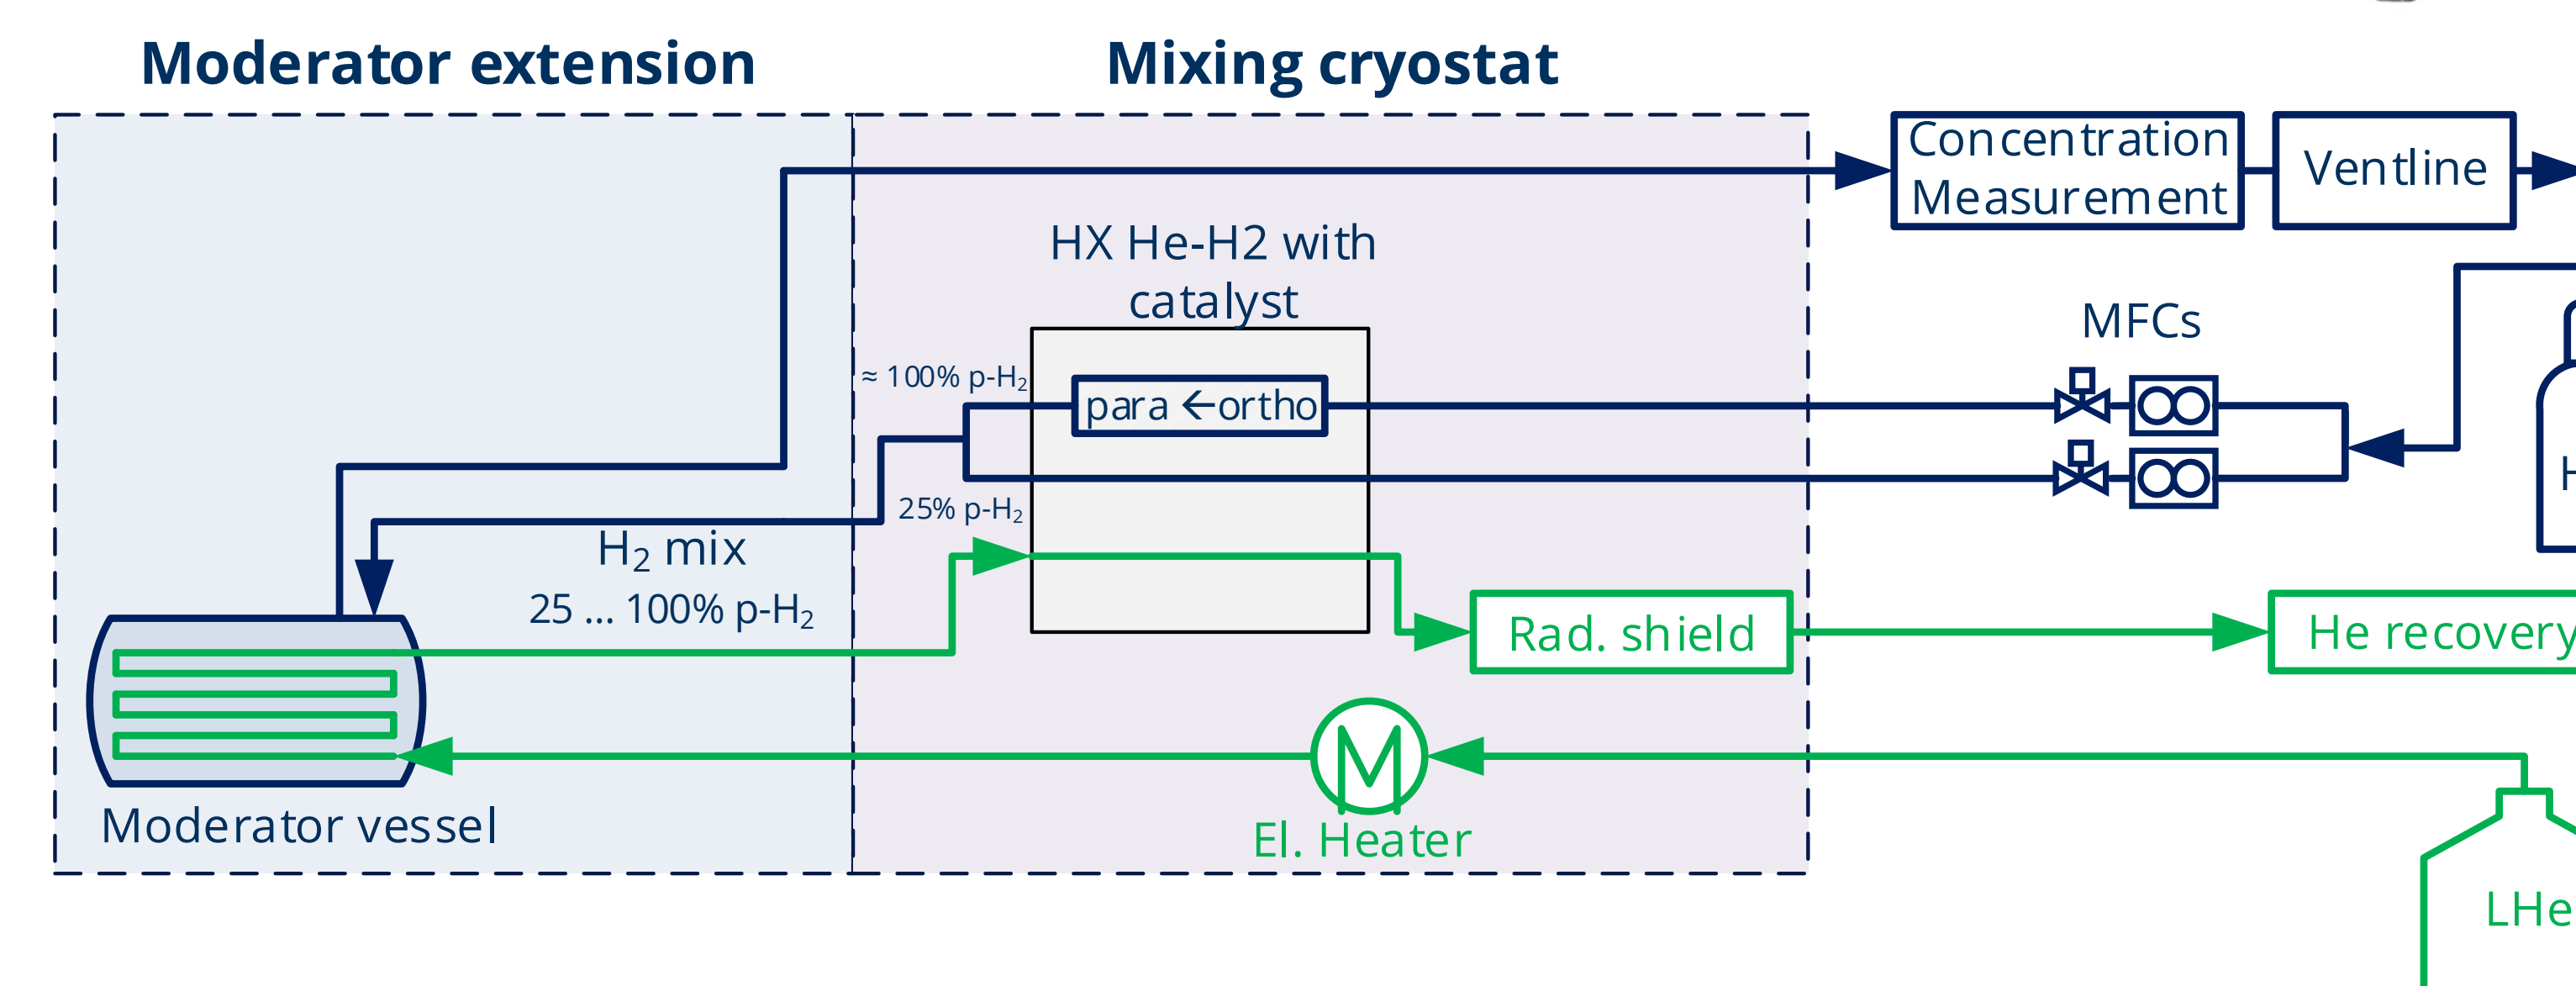 Moderator extension
Mixing cryostat
Concentration
Measurement
Ventline
HX He-H2 with
catalyst
MFCs
≈ 100% p-H₂
para ←ortho
25% p-H₂
H₂ mix
25 ... 100% p-H₂
Rad. shield
He recovery
M
El. Heater
Moderator vessel
LHe